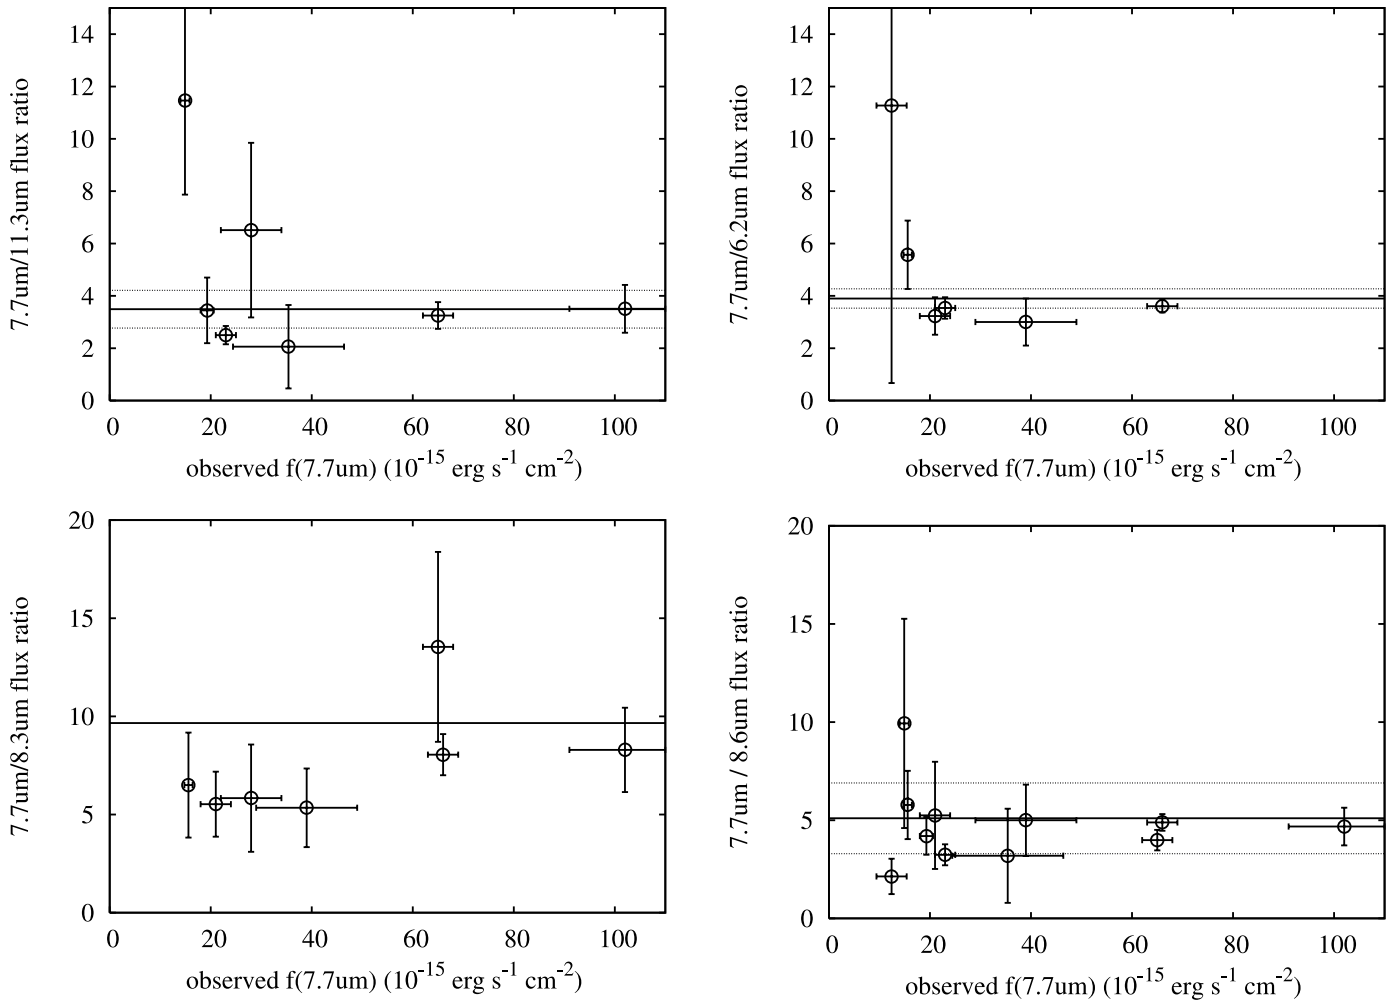 7.7um/11.3um flux ratio
14
12
10
8
6
4
2
0
0 20 40 60 80 100
observed f(7.7um) (10-15 erg s-1 cm-2)
7.7um/6.2um flux ratio
14
12
10
8
6
4
2
0
0 20 40 60 80 100
observed f(7.7um) (10-15 erg s-1 cm-2)
7.7um/8.3um flux ratio
20
15
10
5
0
0 20 40 60 80 100
observed f(7.7um) (10-15 erg s-1 cm-2)
7.7um / 8.6um flux ratio
20
15
10
5
0
0 20 40 60 80 100
observed f(7.7um) (10-15 erg s-1 cm-2)